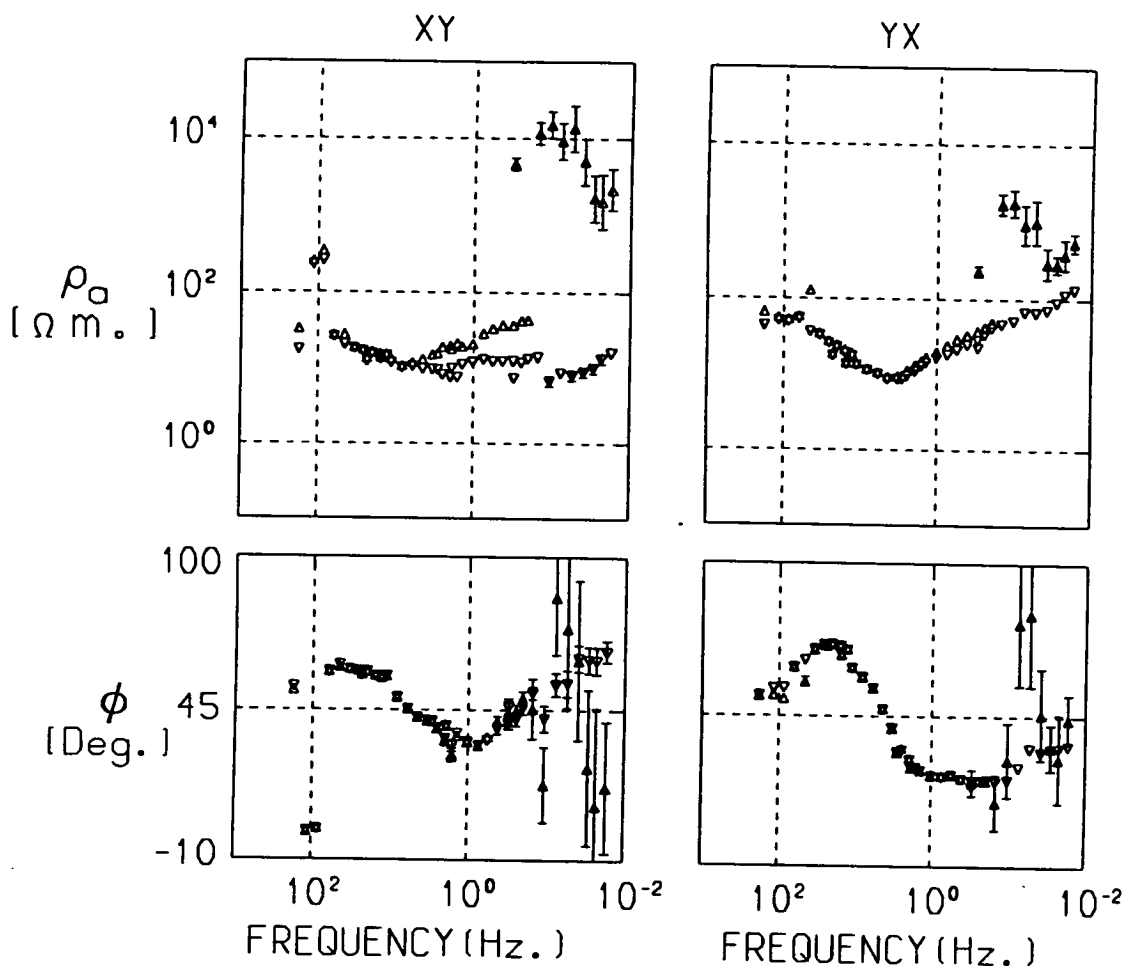 XY
YX
10⁴
10²
10⁰
ρa
[Ω m.]
100
45
-10
φ
[Deg.]
10² 10⁰ 10⁻²
10² 10⁰ 10⁻²
FREQUENCY(Hz.)
FREQUENCY(Hz.)